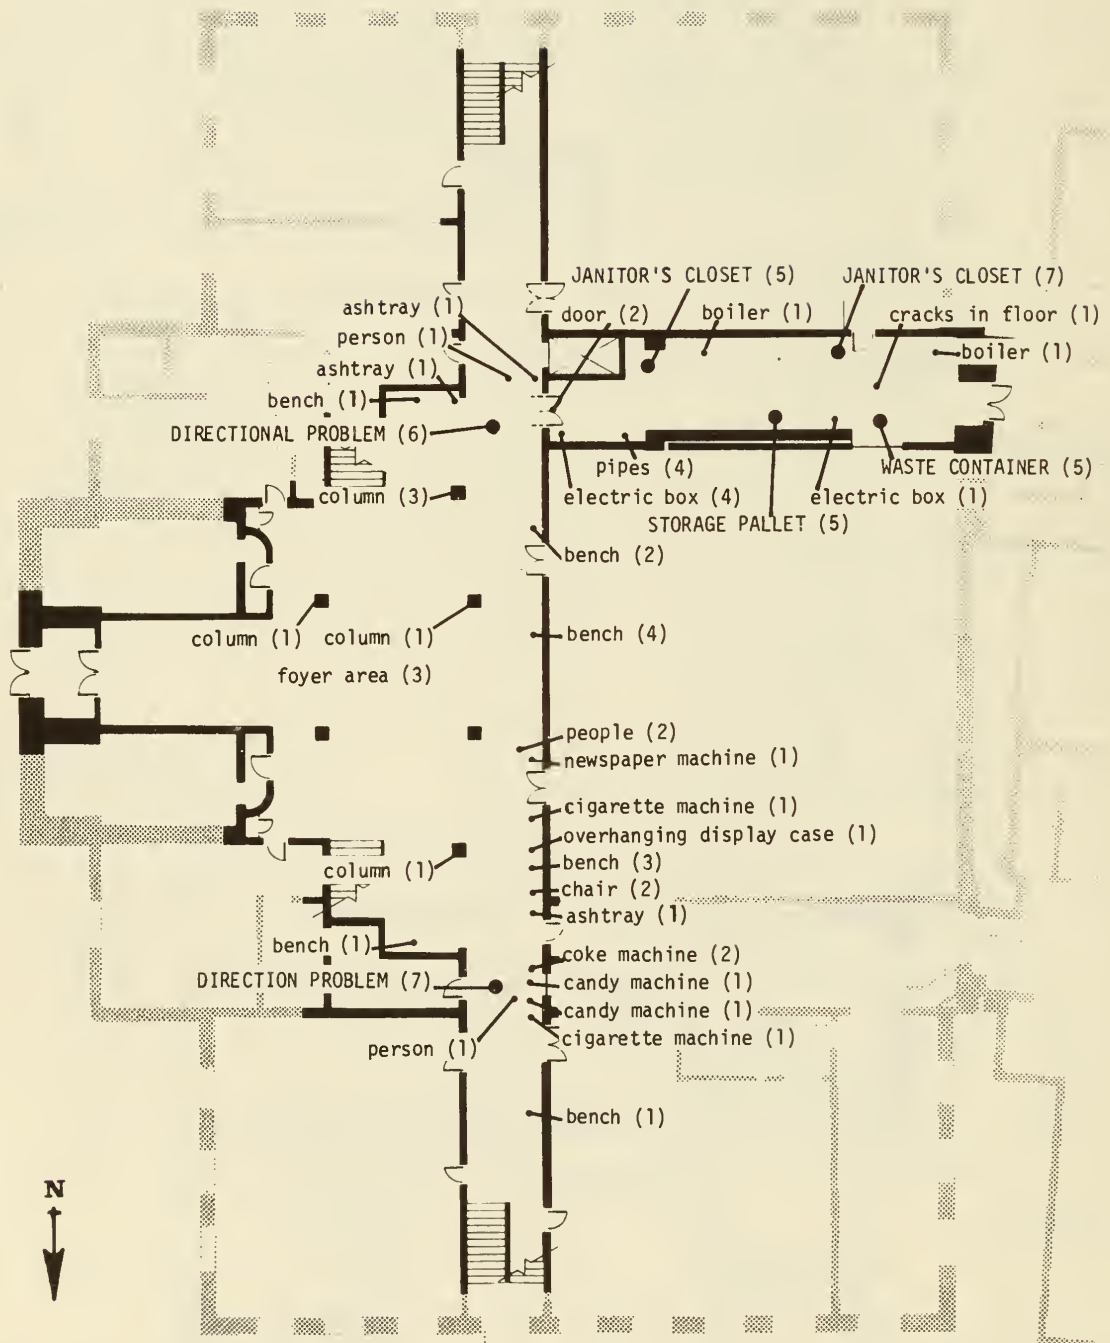 JANITOR'S CLOSET (5)
JANITOR'S CLOSET (7)
ashtray (1)
door (2)
boiler (1)
cracks in floor (1)
person (1)
boiler (1)
ashtray (1)
bench (1)
DIRECTIONAL PROBLEM (6)
pipes (4)
WASTE CONTAINER (5)
column (3)
electric box (4)
electric box (1)
STORAGE PALLET (5)
bench (2)
column (1)
column (1)
bench (4)
foyer area (3)
people (2)
newspaper machine (1)
cigarette machine (1)
overhanging display case (1)
column (1)
bench (3)
chair (2)
ashtray (1)
bench (1)
coke machine (2)
DIRECTION PROBLEM (7)
candy machine (1)
candy machine (1)
cigarette machine (1)
person (1)
bench (1)
N